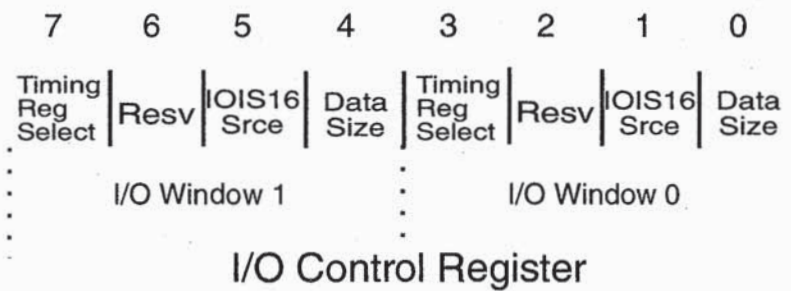 7 6 5 4 3 2 1 0
Timing Reg Select Resv IOIS16 Srce Data Size Timing Reg Select Resv IOIS16 Srce Data Size
I/O Window 1 I/O Window 0
I/O Control Register